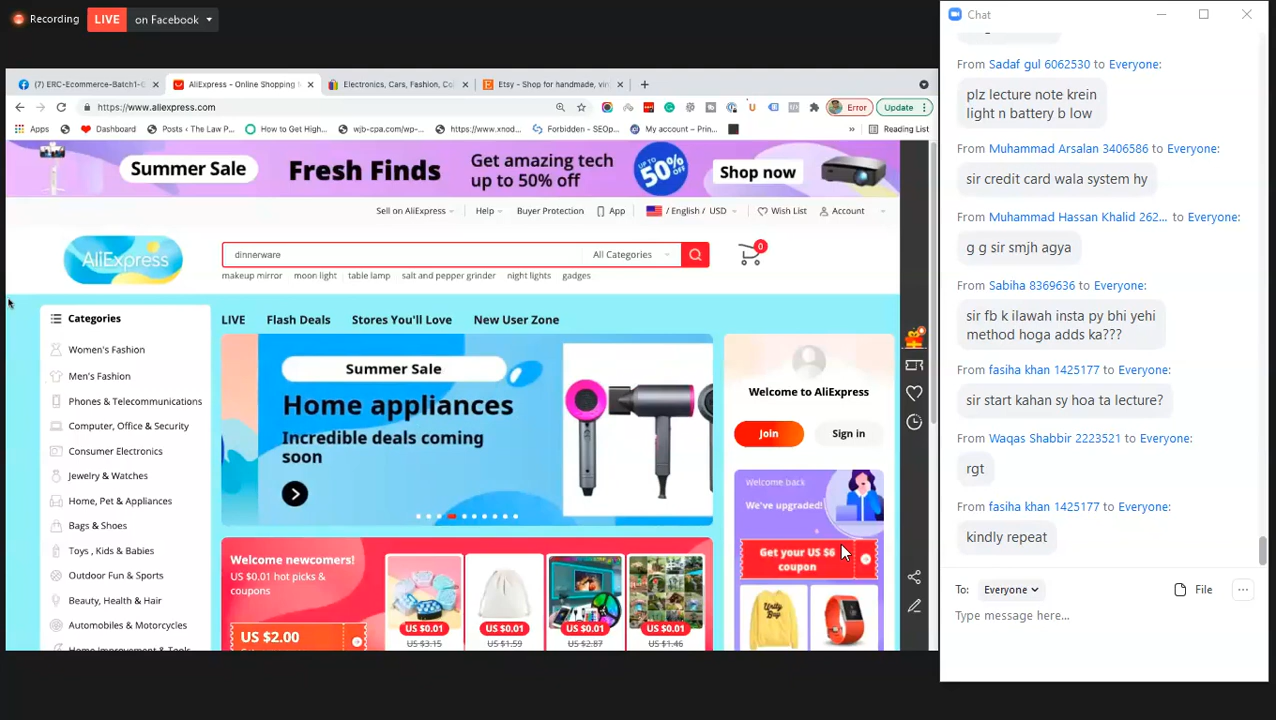 Recording
LIVE on Facebook
(7) ERC-Ecommerce-Batch1-
AliExpress - Online Shopping
Electronics, Cars, Fashion, Co
Etsy - Shop for handmade, vin
https://www.aliexpress.com
Error
Update
Apps
Dashboard
Posts ‹ The Law P...
How to Get High...
wjb-cpa.com/wp-...
https://www.xnod...
Forbidden - SEOp...
My account – Prin...
»
Reading List
Summer Sale
Fresh Finds
Get amazing tech
up to 50% off
UP TO
50%
Shop now
Sell on AliExpress
Help
Buyer Protection
App
/ English / USD
Wish List
Account
AliExpress
dinnerware
All Categories
0
makeup mirror
moon light
table lamp
salt and pepper grinder
night lights
gadgets
Categories
Women's Fashion
Men's Fashion
Phones & Telecommunications
Computer, Office & Security
Consumer Electronics
Jewelry & Watches
Home, Pet & Appliances
Bags & Shoes
Toys , Kids & Babies
Outdoor Fun & Sports
Beauty, Health & Hair
Automobiles & Motorcycles
Home Improvement & Tools
LIVE
Flash Deals
Stores You'll Love
New User Zone
Summer Sale
Home appliances
Incredible deals coming
soon
Welcome to AliExpress
Join
Sign in
Welcome back
We've upgraded!
Get your US $6
coupon
Welcome newcomers!
US $0.01 hot picks &
coupons
US $2.00
US $0.01
US $3.15
US $0.01
US $1.59
US $0.01
US $2.87
US $0.01
US $1.46
Chat
From Sadaf gul 6062530 to Everyone:
plz lecture note krein
light n battery b low
From Muhammad Arsalan 3406586 to Everyone:
sir credit card wala system hy
From Muhammad Hassan Khalid 262... to Everyone:
g g sir smjh agya
From Sabiha 8369636 to Everyone:
sir fb k ilawah insta py bhi yehi
method hoga adds ka???
From fasiha khan 1425177 to Everyone:
sir start kahan sy hoa ta lecture?
From Waqas Shabbir 2223521 to Everyone:
rgt
From fasiha khan 1425177 to Everyone:
kindly repeat
To: Everyone
File
...
Type message here...